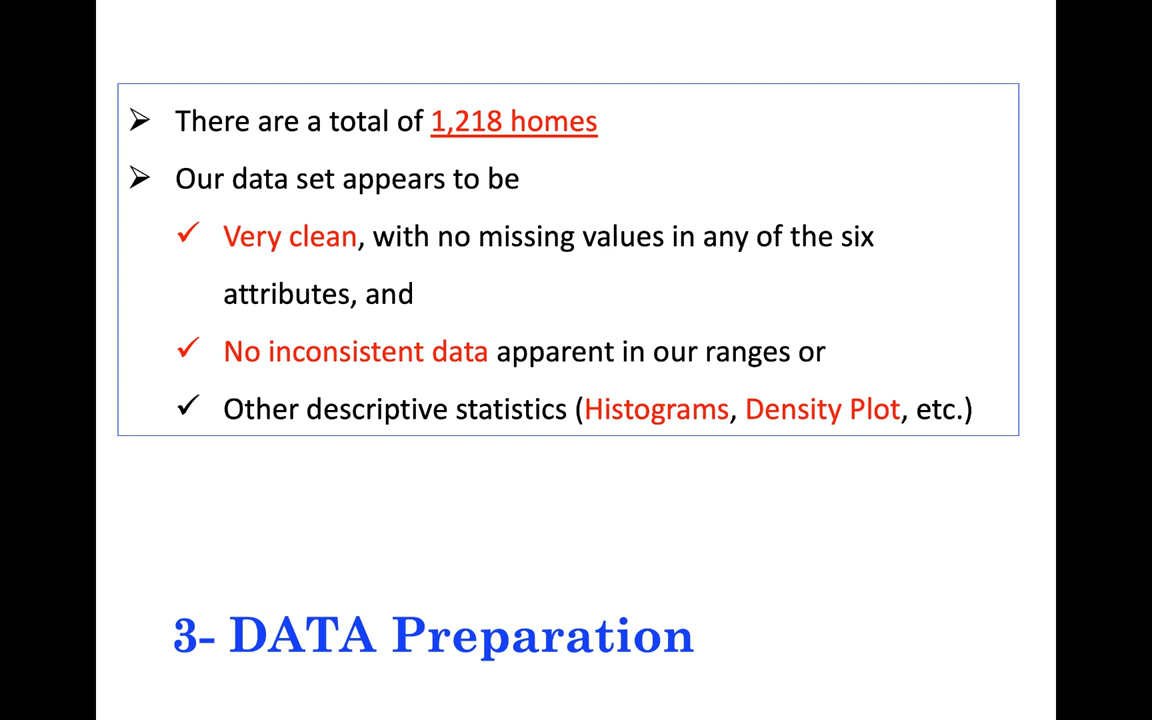 There are a total of 1,218 homes
Our data set appears to be
Very clean, with no missing values in any of the six
attributes, and
No inconsistent data apparent in our ranges or
Other descriptive statistics (Histograms, Density Plot, etc.)
3- DATA Preparation